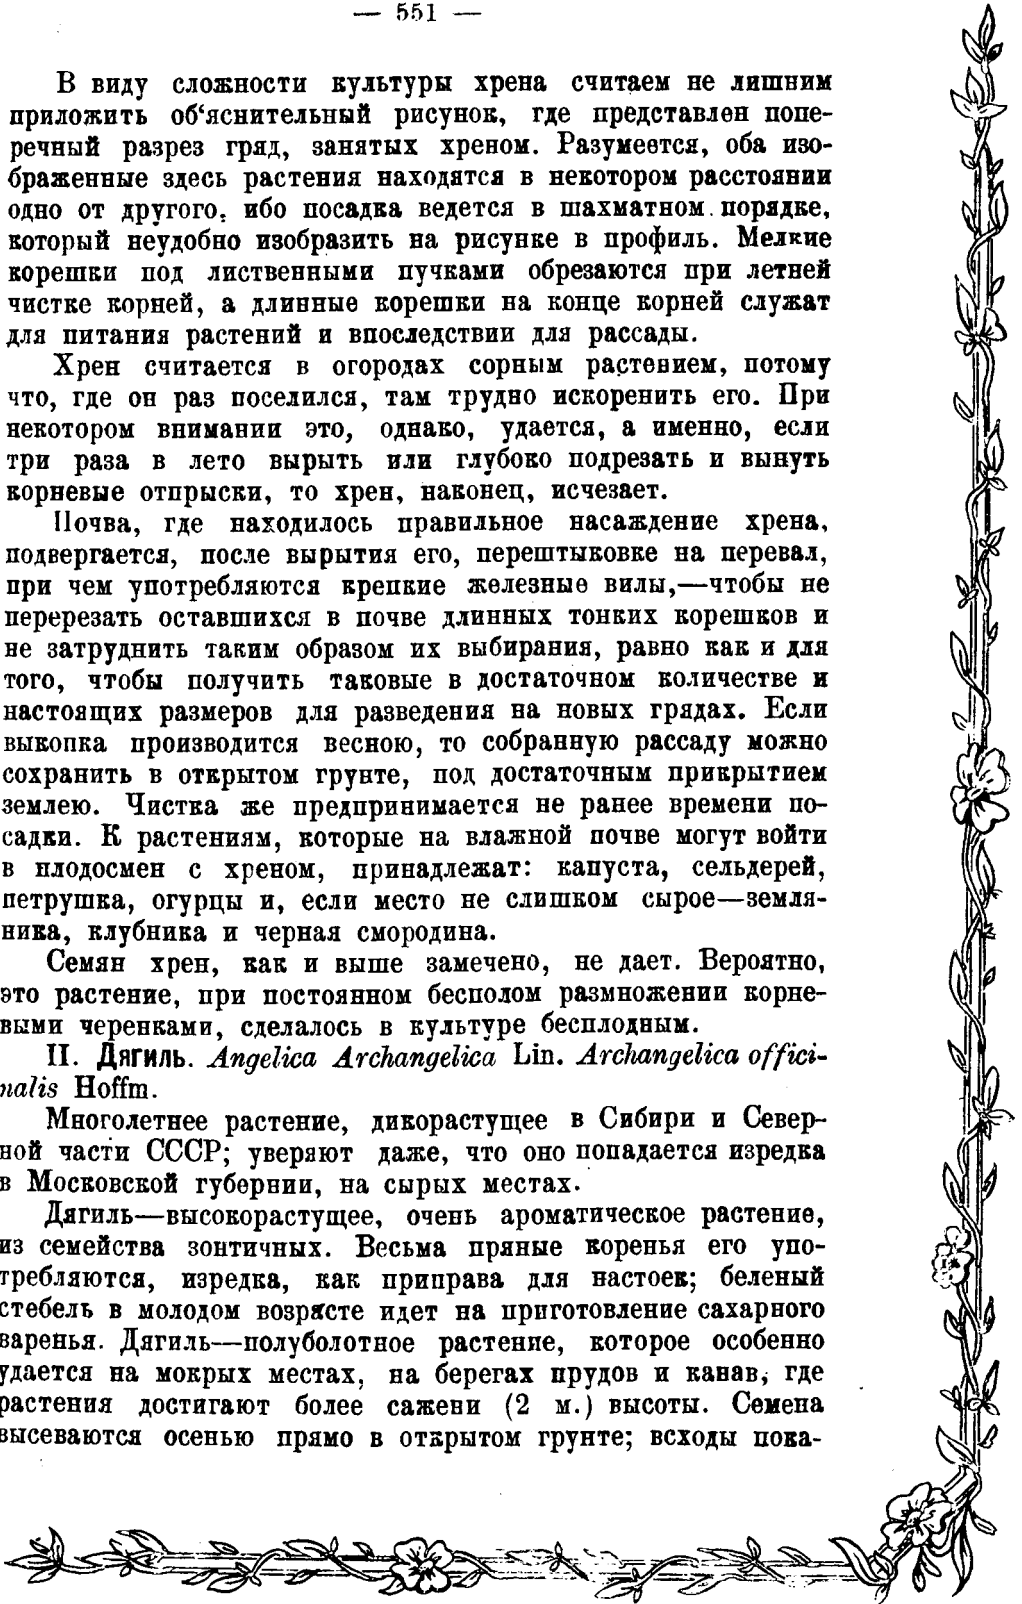 — 551 —
В виду сложности культуры хрена считаем не лишним
приложить об‘яснительный рисунок, где представлен попе-
речный разрез гряд, занятых хреном. Разумеется, оба изо-
браженные здесь растения находятся в некотором расстоянии
одно от другого, ибо посадка ведется в шахматном порядке,
который неудобно изобразить на рисунке в профиль. Мелкие
корешки под лиственными пучками обрезаются при летней
чистке корней, а длинные корешки на конце корней служат
для питания растений и впоследствии для рассады.
Хрен считается в огородах сорным растением, потому
что, где он раз поселился, там трудно искоренить его. При
некотором внимании это, однако, удается, а именно, если
три раза в лето вырыть или глубоко подрезать и вынуть
корневые отпрыски, то хрен, наконец, исчезает.
Почва, где находилось правильное насаждение хрена,
подвергается, после вырытия его, перештыковке на перевал,
при чем употребляются крепкие железные вилы,—чтобы не
перерезать оставшихся в почве длинных тонких корешков и
не затруднить таким образом их выбирания, равно как и для
того, чтобы получить таковые в достаточном количестве и
настоящих размеров для разведения на новых грядах. Если
выкопка производится весною, то собранную рассаду можно
сохранить в открытом грунте, под достаточным прикрытием
землею. Чистка же предпринимается не ранее времени по-
садки. К растениям, которые на влажной почве могут войти
в плодосмен с хреном, принадлежат: капуста, сельдерей,
петрушка, огурцы и, если место не слишком сырое—земля-
ника, клубника и черная смородина.
Семян хрен, как и выше замечено, не дает. Вероятно,
это растение, при постоянном бесполом размножении корне-
выми черенками, сделалось в культуре бесплодным.
II. Дягиль. Angelica Archangelica Lin. Archangelica offici-
nalis Hoffm.
Многолетнее растение, дикорастущее в Сибири и Север-
ной части СССР; уверяют даже, что оно попадается изредка
в Московской губернии, на сырых местах.
Дягиль—высокорастущее, очень ароматическое растение,
из семейства зонтичных. Весьма пряные коренья его упо-
требляются, изредка, как приправа для настоек; беленый
стебель в молодом возрасте идет на приготовление сахарного
варенья. Дягиль—полуболотное растение, которое особенно
удается на мокрых местах, на берегах прудов и канав, где
растения достигают более сажени (2 м.) высоты. Семена
высеваются осенью прямо в открытом грунте; всходы пока-